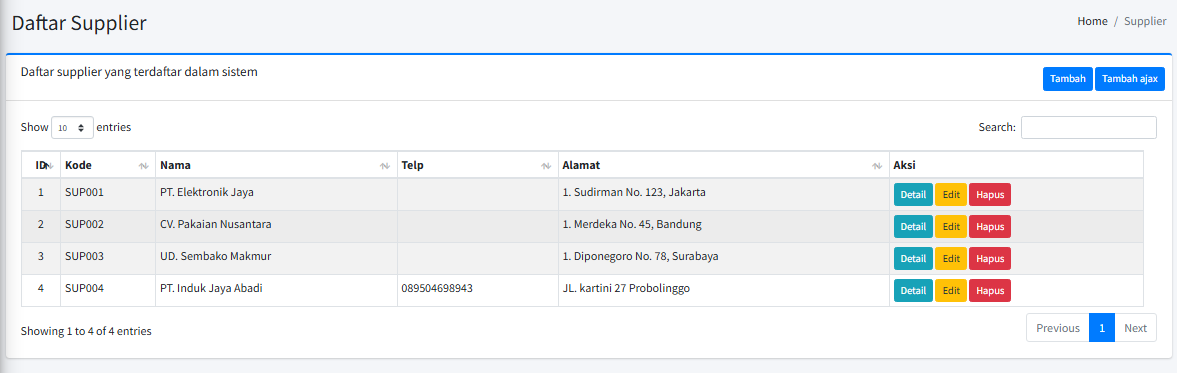 Daftar Supplier
Home / Supplier
Daftar supplier yang terdaftar dalam sistem
Tambah Tambah ajax
Show 10 entries
Search:
ID Kode Nama Telp Alamat Aksi
1 SUP001 PT. Elektronik Jaya 1. Sudirman No. 123, Jakarta Detail Edit Hapus
2 SUP002 CV. Pakaian Nusantara 1. Merdeka No. 45, Bandung Detail Edit Hapus
3 SUP003 UD. Sembako Makmur 1. Diponegoro No. 78, Surabaya Detail Edit Hapus
4 SUP004 PT. Induk Jaya Abadi 089504698943 JL. kartini 27 Probolinggo Detail Edit Hapus
Showing 1 to 4 of 4 entries
Previous 1 Next